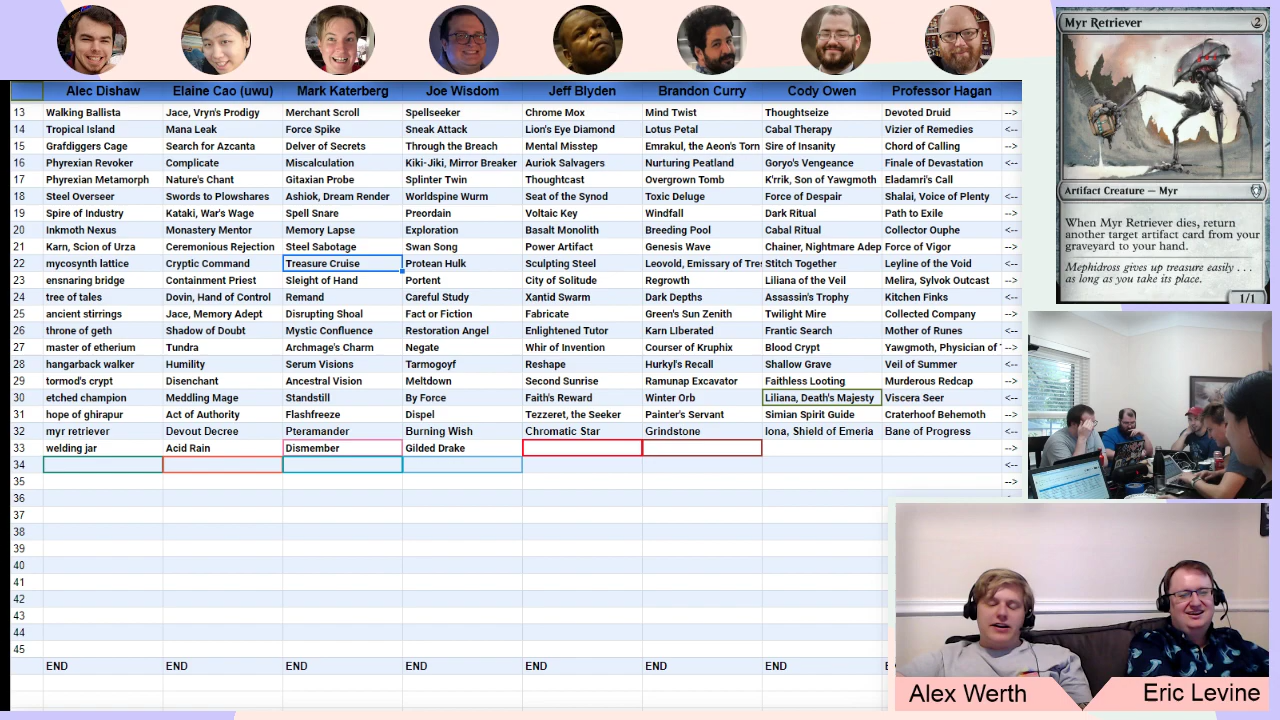 Alec Dishaw Elaine Cao (uwu) Mark Katerberg Joe Wisdom Jeff Blyden Brandon Curry Cody Owen Professor Hagan
13 Walking Ballista Jace, Vryn's Prodigy Merchant Scroll Spellseeker Chrome Mox Mind Twist Thoughtseize Devoted Druid -->
14 Tropical Island Mana Leak Force Spike Sneak Attack Lion's Eye Diamond Lotus Petal Cabal Therapy Vizier of Remedies <--
15 Grafdiggers Cage Search for Azcanta Delver of Secrets Through the Breach Mental Misstep Emrakul, the Aeon's Torn Sire of Insanity Chord of Calling -->
16 Phyrexian Revoker Complicate Miscalculation Kiki-Jiki, Mirror Breaker Auriok Salvagers Nurturing Peatland Goryo's Vengeance Finale of Devastation <--
17 Phyrexian Metamorph Nature's Chant Gitaxian Probe Splinter Twin Thoughtcast Overgrown Tomb K'rrik, Son of Yawgmoth Eladamri's Call
18 Steel Overseer Swords to Plowshares Ashiok, Dream Render Worldspine Wurm Seat of the Synod Toxic Deluge Force of Despair Shalai, Voice of Plenty <--
19 Spire of Industry Kataki, War's Wage Spell Snare Preordain Voltaic Key Windfall Dark Ritual Path to Exile -->
20 Inkmoth Nexus Monastery Mentor Memory Lapse Exploration Basalt Monolith Breeding Pool Cabal Ritual Collector Ouphe <--
21 Karn, Scion of Urza Ceremonious Rejection Steel Sabotage Swan Song Power Artifact Genesis Wave Chainer, Nightmare Adep Force of Vigor -->
22 mycosynth lattice Cryptic Command Treasure Cruise Protean Hulk Sculpting Steel Leovold, Emissary of Tres Stitch Together Leyline of the Void <--
23 ensnaring bridge Containment Priest Sleight of Hand Portent City of Solitude Regrowth Liliana of the Veil Melira, Sylvok Outcast -->
24 tree of tales Dovin, Hand of Control Remand Careful Study Xantid Swarm Dark Depths Assassin's Trophy Kitchen Finks <--
25 ancient stirrings Jace, Memory Adept Disrupting Shoal Fact or Fiction Fabricate Green's Sun Zenith Twilight Mire Collected Company -->
26 throne of geth Shadow of Doubt Mystic Confluence Restoration Angel Enlightened Tutor Karn LIberated Frantic Search Mother of Runes <--
27 master of etherium Tundra Archmage's Charm Negate Whir of Invention Courser of Kruphix Blood Crypt Yawgmoth, Physician of -->
28 hangarback walker Humility Serum Visions Tarmogoyf Reshape Hurkyl's Recall Shallow Grave Veil of Summer <--
29 tormod's crypt Disenchant Ancestral Vision Meltdown Second Sunrise Ramunap Excavator Faithless Looting Murderous Redcap -->
30 etched champion Meddling Mage Standstill By Force Faith's Reward Winter Orb Liliana, Death's Majesty Viscera Seer <--
31 hope of ghirapur Act of Authority Flashfreeze Dispel Tezzeret, the Seeker Painter's Servant Simian Spirit Guide Craterhoof Behemoth -->
32 myr retriever Devout Decree Pteramander Burning Wish Chromatic Star Grindstone Iona, Shield of Emeria Bane of Progress <--
33 welding jar Acid Rain Dismember Gilded Drake -->
34 <--
35 -->
36
37
38
39
40
41
42
43
44
45
END END END END END END END
Myr Retriever 2
Artifact Creature — Myr
When Myr Retriever dies, return
another target artifact card from your
graveyard to your hand.
Mephidross gives up treasure easily . . .
as long as you take its place.
1/1
Alex Werth Eric Levine